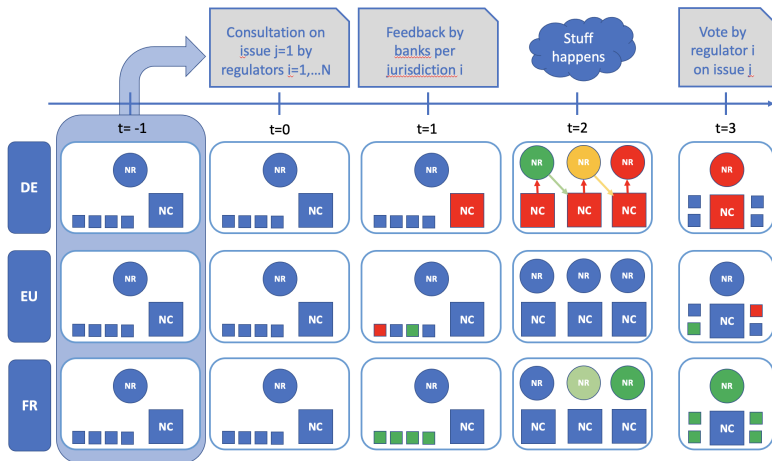 Consultation on
issue j=1 by
regulators i=1,...N
Feedback by
banks per
jurisdiction i
Stuff
happens
Vote by
regulator i
on issue j
t= -1
t=0
t=1
t=2
t=3
DE
NR
NC
NR
NC
NR
NC
NR
NR
NR
NC
NC
NC
NR
NC
EU
NR
NC
NR
NC
NR
NC
NR
NR
NR
NC
NC
NC
NR
NC
FR
NR
NC
NR
NC
NR
NC
NR
NR
NR
NC
NC
NC
NR
NC